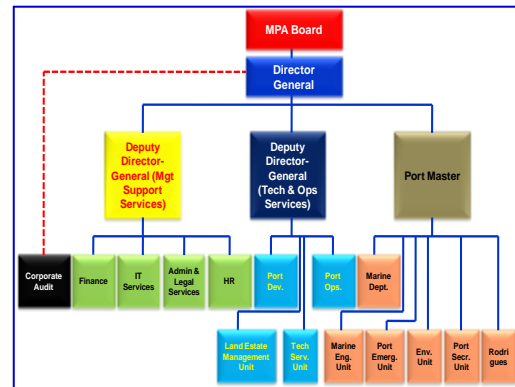 MPA Board
Director
General
Deputy
Director-
General (Mgt
Support
Services)
Deputy
Director-
General
(Tech & Ops
Services)
Port Master
Corporate
Audit
Finance
IT
Services
Admin &
Legal
Services
HR
Port
Dev.
Port
Ops.
Marine
Dept.
Land Estate
Management
Unit
Tech
Serv. Unit
Marine
Eng. Unit
Port
Emerg.
Unit
Env.
Unit
Port
Secr.
Unit
Rodri
gues